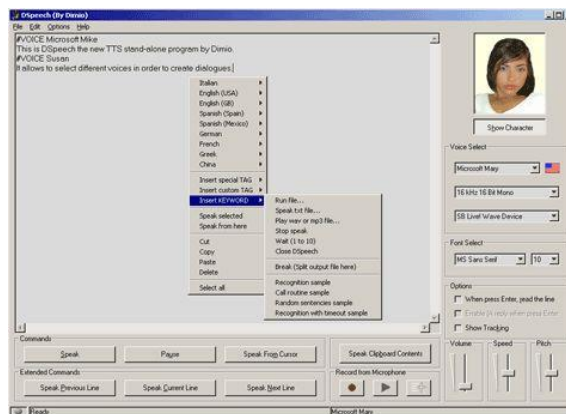 DSpeech (By Dimio)
File Edit Options Help
#VOICE Microsoft Mike
This is DSpeech the new TTS stand-alone program by Dimio.
#VOICE Susan
It allows to select different voices in order to create dialogues.
Italian
English (USA)
English (GB)
Spanish (Spain)
Spanish (Mexico)
German
French
Greek
China
Insert special TAG
Insert custom TAG
Insert KEYWORD
Speak selected
Speak from here
Cut
Copy
Paste
Delete
Select all
Run file...
Speak txt file...
Play wav or mp3 file...
Stop speak
Wait (1 to 10)
Close DSpeech
Break (Split output file here)
Recognition sample
Call routine sample
Random sentencies sample
Recognition with timeout sample
Show Character
Voice Select
Microsoft Mary
16 kHz 16 Bit Mono
SB Live! Wave Device
Font Select
MS Sans Serif 10
Options
When press Enter, read the line
Enable IA reply when press Enter
Show Tracking
Volume Speed Pitch
Commands
Speak Pause Speak From Cursor Speak Clipboard Contents
Extended Commands
Speak Previous Line Speak Current Line Speak Next Line
Record from Microphone
Ready Microsoft Mary